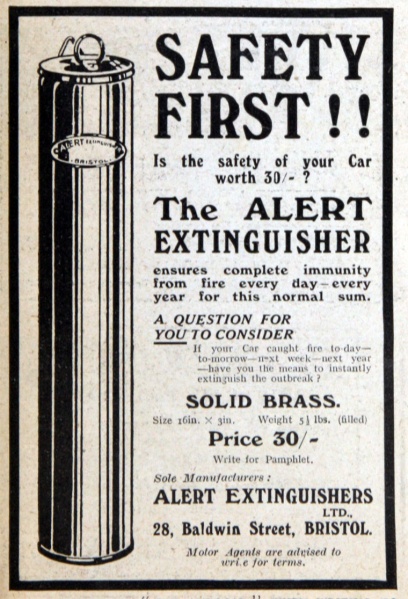 SAFETY
FIRST!!
Is the safety of your Car
worth 30/- ?
The ALERT
EXTINGUISHER
ensures complete immunity
from fire every day—every
year for this normal sum.
A QUESTION FOR
YOU TO CONSIDER
If your Car caught fire to-day—
to-morrow—next week—next year
—have you the means to instantly
extinguish the outbreak?
SOLID BRASS.
Size 16in. × 3in. Weight 5½ lbs. (filled)
Price 30/-
Write for Pamphlet.
Sole Manufacturers:
ALERT EXTINGUISHERS
LTD.,
28, Baldwin Street, BRISTOL.
Motor Agents are advised to
wri.e for terms.
ALERT EXTINGUISHER
BRISTOL